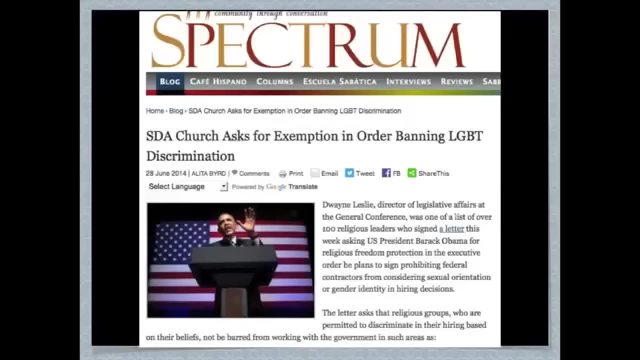 community through conversation
SPECTRUM
BLOG CAFÉ HISPANO COLUMNS ESCUELA SABÁTICA INTERVIEWS REVIEWS SABB
Home › Blog › SDA Church Asks for Exemption in Order Banning LGBT Discrimination
SDA Church Asks for Exemption in Order Banning LGBT
Discrimination
28 June 2014 | ALITA BYRD | Comments Print Email Tweet FB ShareThis
Select Language Powered by Google Translate
Dwayne Leslie, director of legislative affairs at
the General Conference, was one of a list of over
100 religious leaders who signed a letter this
week asking US President Barack Obama for
religious freedom protection in the executive
order he plans to sign prohibiting federal
contractors from considering sexual orientation
or gender identity in hiring decisions.
The letter asks that religious groups, who are
permitted to discriminate in their hiring based
on their beliefs, not be barred from working with the government in such areas as: